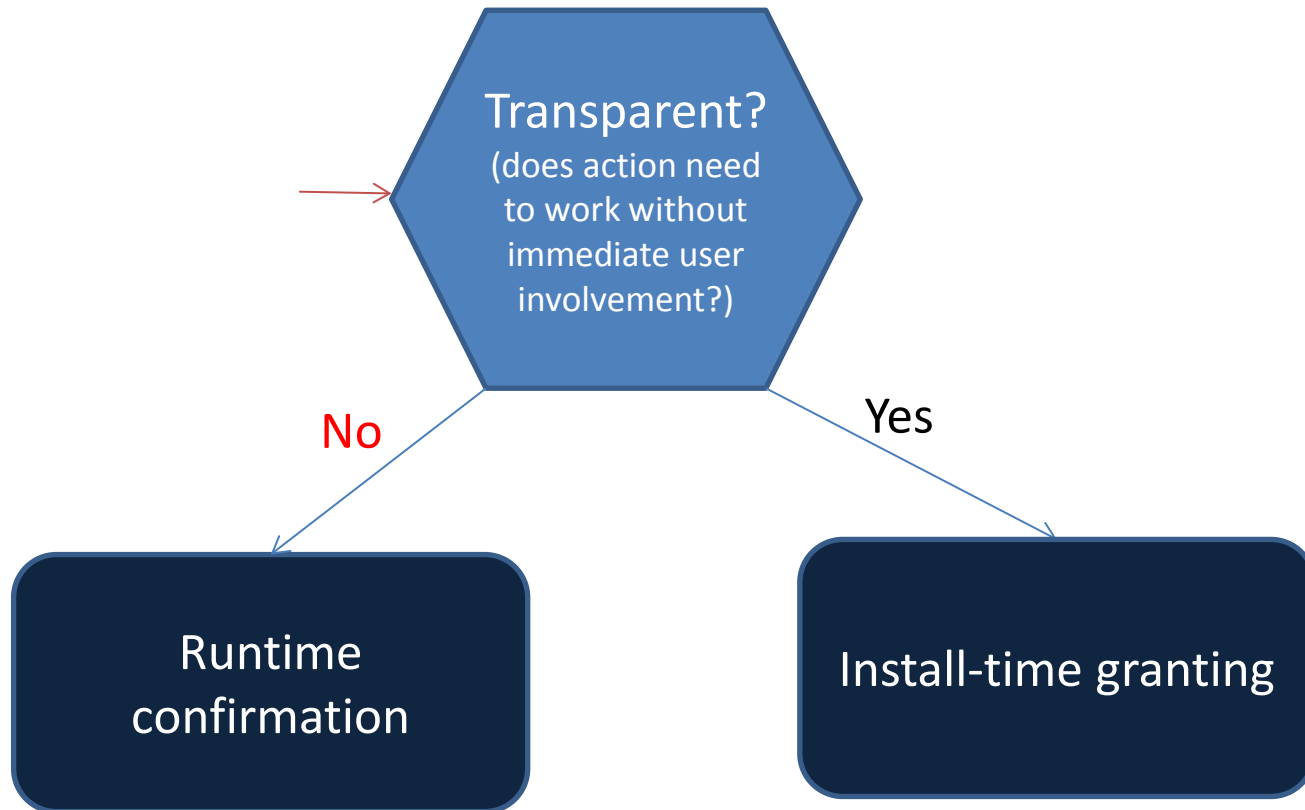 Transparent?
(does action need
to work without
immediate user
involvement?)
No
Yes
Runtime
confirmation
Install-time granting